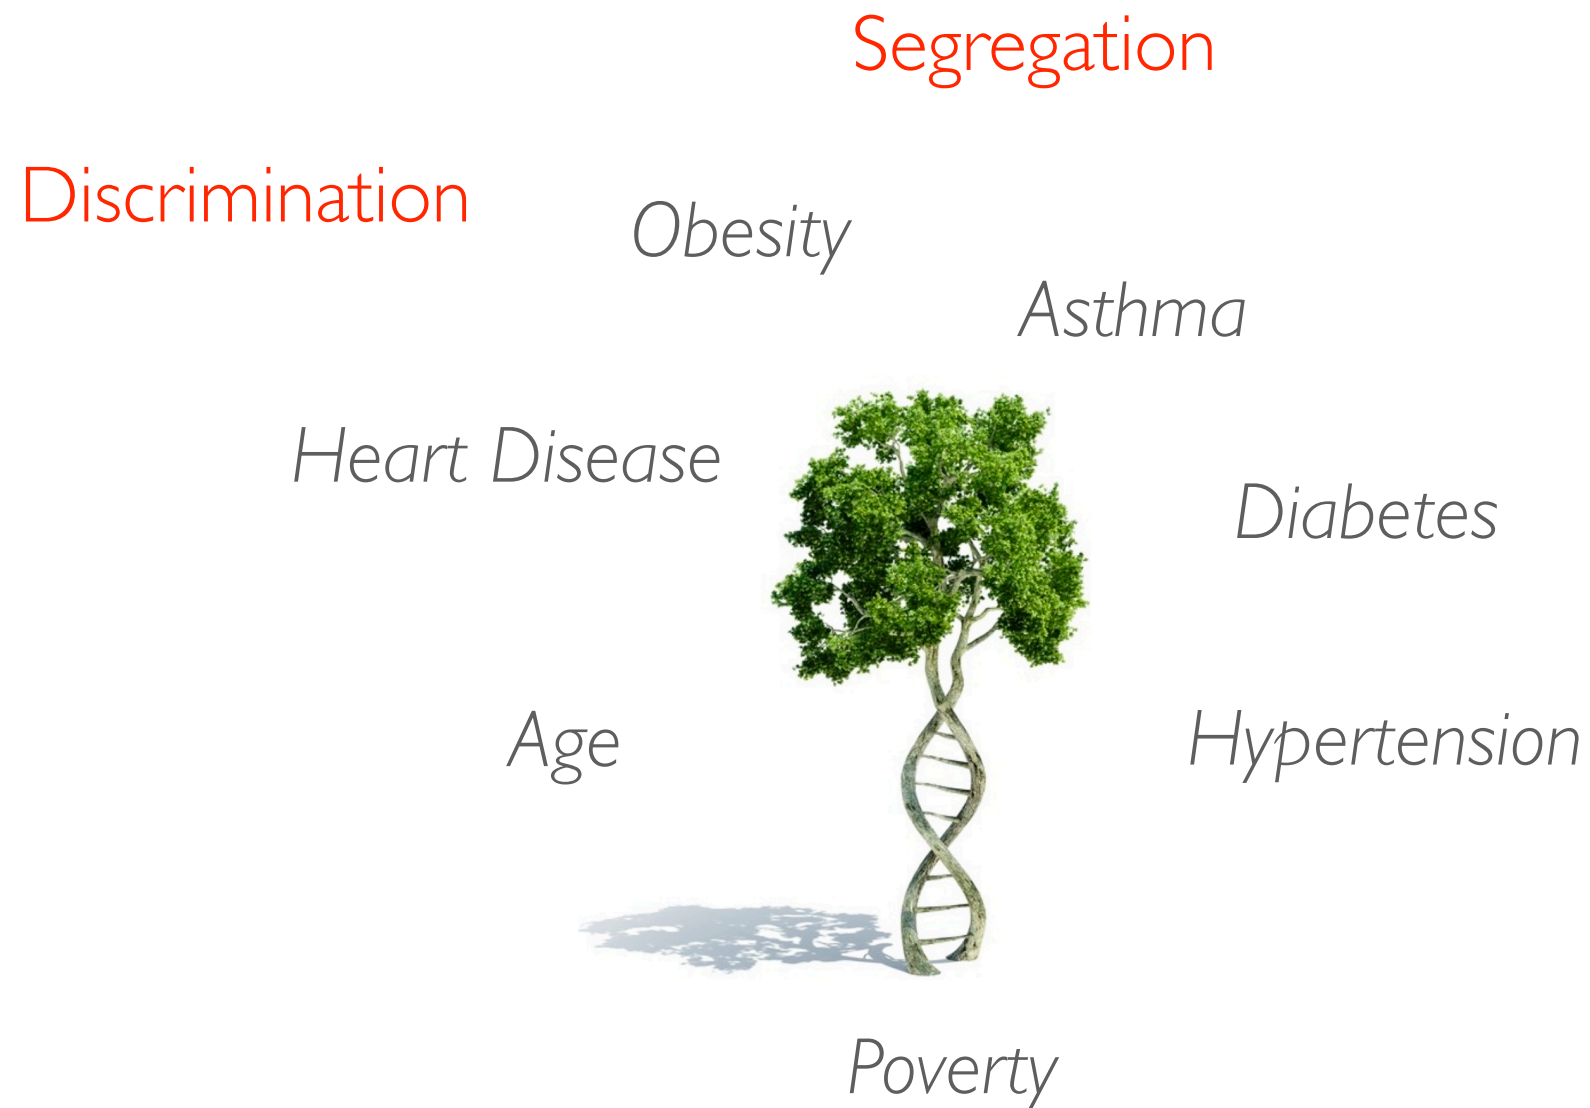 Segregation
Discrimination
Obesity
Asthma
Heart Disease
Diabetes
Age
Hypertension
Poverty